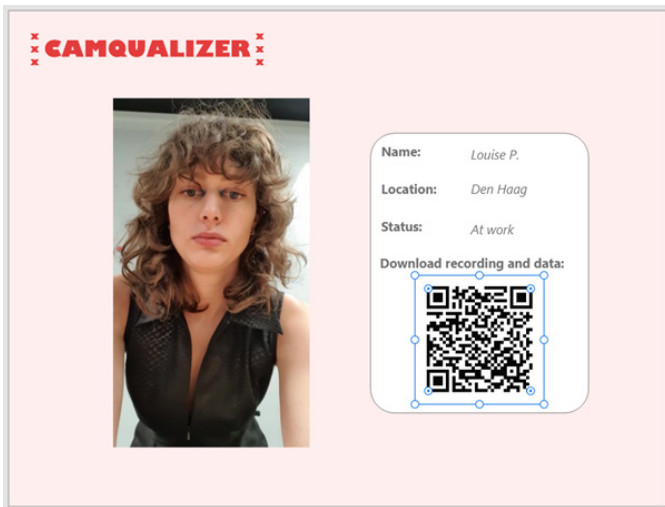 CAMQUALIZER
Name: Louise P.
Location: Den Haag
Status: At work
Download recording and data: